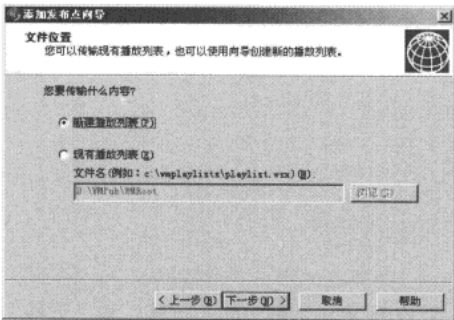 添加发布点向导
文件位置
您可以传输现有播放列表，也可以使用向导创建新的播放列表。
您要传输什么内容?
新建播放列表(P)
现有播放列表(X)
文件名(例如：c:\wmplaylists\playlist.wsx)(N)
D:\WMPub\WMRoot
浏览(S)
<上一步(B) 下一步(N)> 取消 帮助